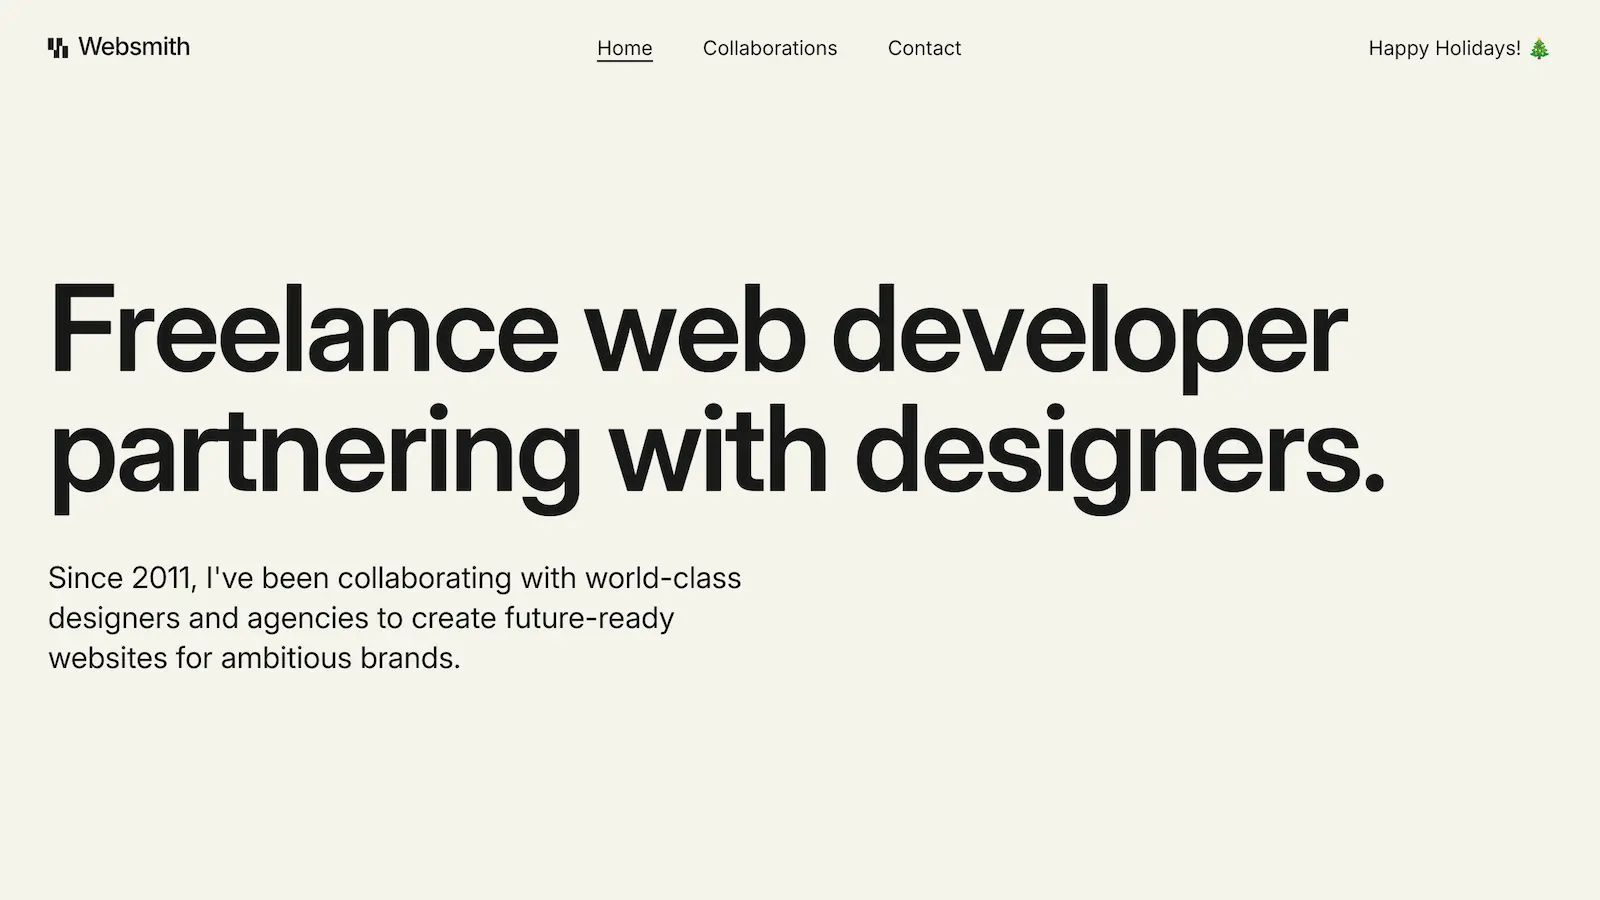 Websmith
Home
Collaborations
Contact
Happy Holidays! 🎄
Freelance web developer
partnering with designers.
Since 2011, I've been collaborating with world-class
designers and agencies to create future-ready
websites for ambitious brands.